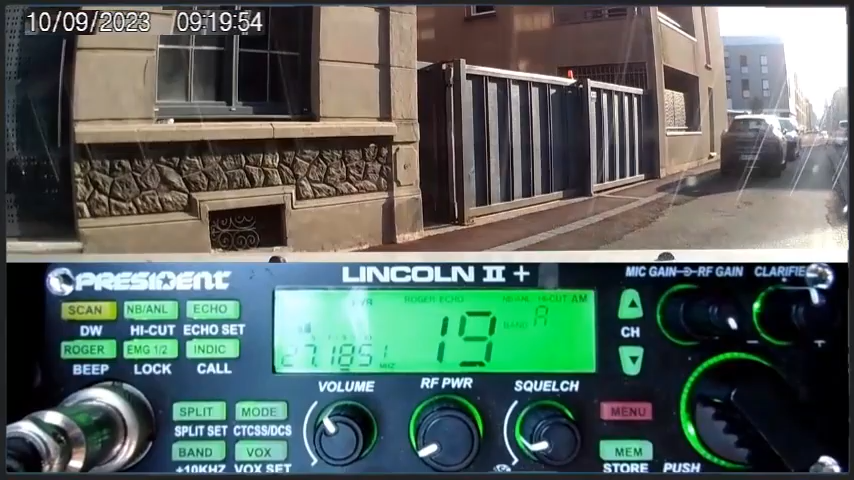 10/09/2023 09:19:54
PRESIDENT
LINCOLN II +
MIC GAIN RF GAIN CLARIFIER
SCAN NB/ANL ECHO
DW HI-CUT ECHO SET
ROGER EMG 1/2 INDIC
BEEP LOCK CALL
PWR ROGER ECHO NB/ANL HI-CUT AM
19 BAND A
27.185 MHZ
CH
VOLUME RF PWR SQUELCH
SPLIT MODE
SPLIT SET CTCSS/DCS
BAND VOX
+10KHZ VOX SET
MENU
MEM
STORE PUSH